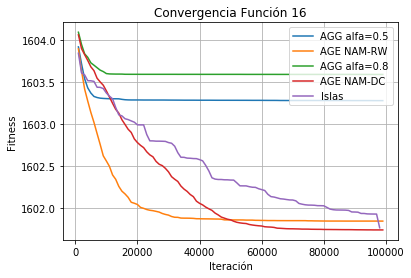 Convergencia Función 16
AGG alfa=0.5
AGE NAM-RW
AGG alfa=0.8
AGE NAM-DC
Islas
Fitness
1604.0
1603.5
1603.0
1602.5
1602.0
0 20000 40000 60000 80000 100000
Iteración